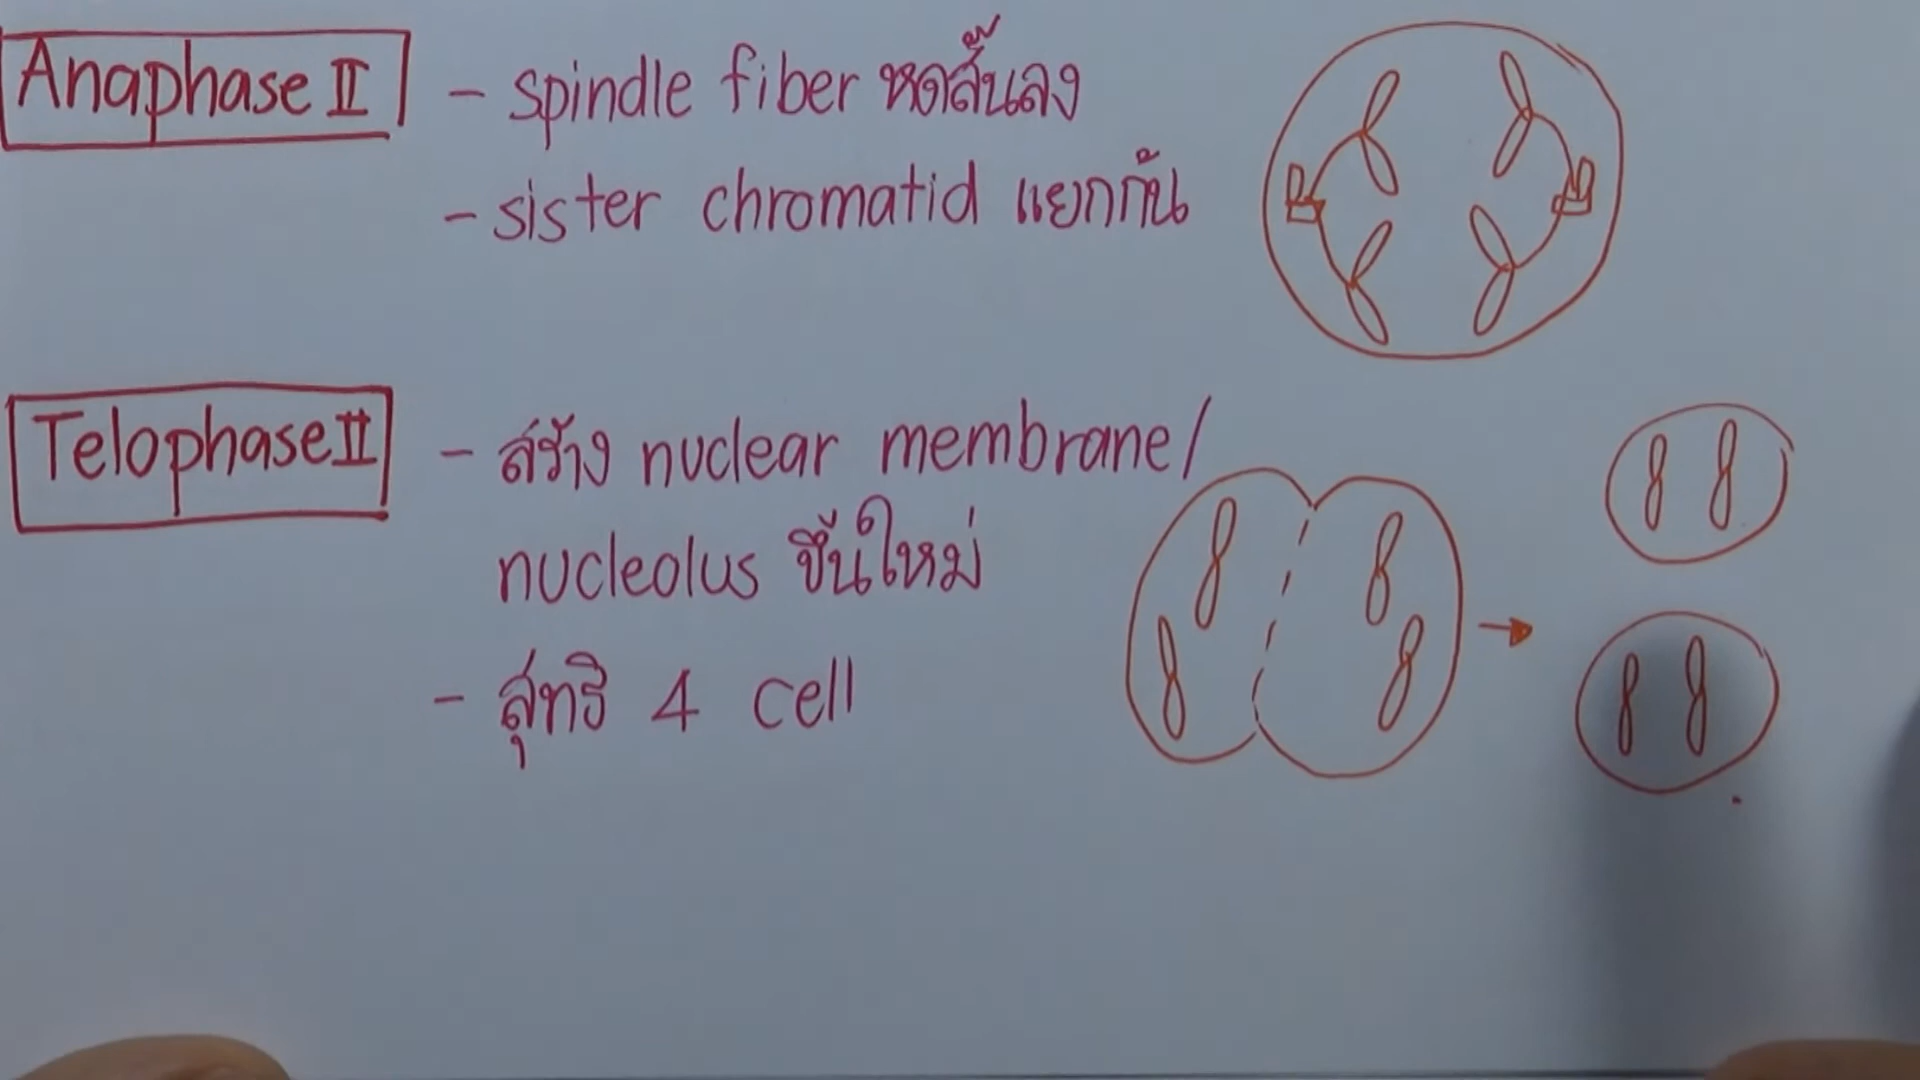 Anaphase II - spindle fiber หดสั้นลง
- sister chromatid แยกกัน
Telophase II - สร้าง nuclear membrane/
nucleolus ขึ้นใหม่
- สุทธิ 4 cell